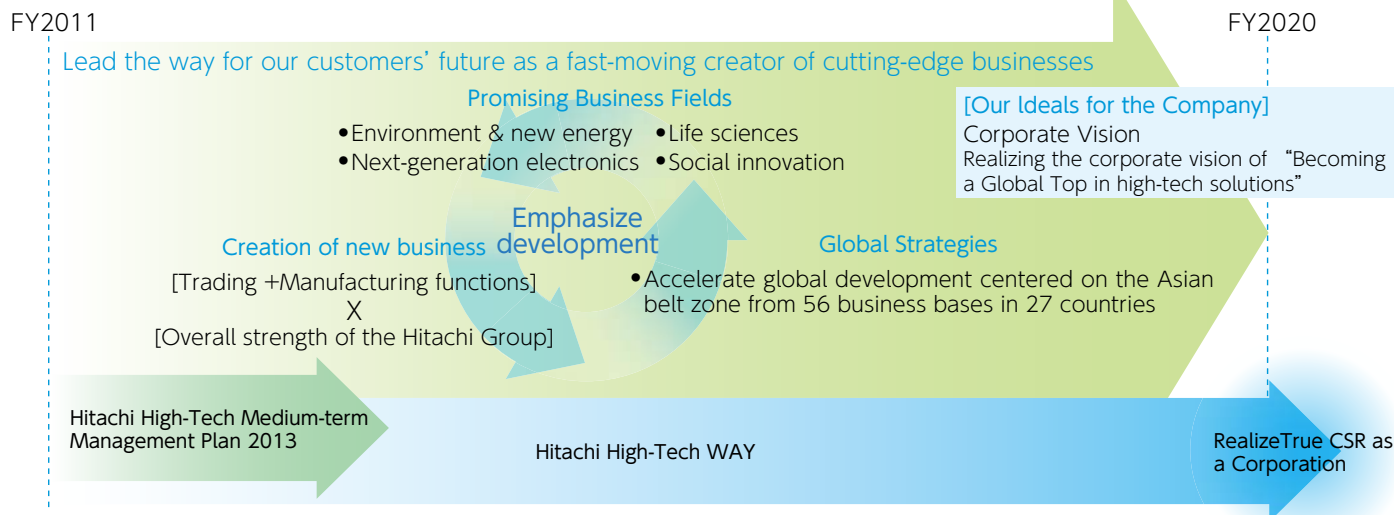 FY2011
FY2020
Lead the way for our customers' future as a fast-moving creator of cutting-edge businesses
Promising Business Fields
•Environment & new energy •Life sciences
•Next-generation electronics •Social innovation
[Our ldeals for the Company]
Corporate Vision
Realizing the corporate vision of “Becoming
a Global Top in high-tech solutions”
Emphasize
development
Creation of new business
[Trading +Manufacturing functions]
X
[Overall strength of the Hitachi Group]
Global Strategies
•Accelerate global development centered on the Asian
belt zone from 56 business bases in 27 countries
Hitachi High-Tech Medium-term
Management Plan 2013
Hitachi High-Tech WAY
RealizeTrue CSR as
a Corporation